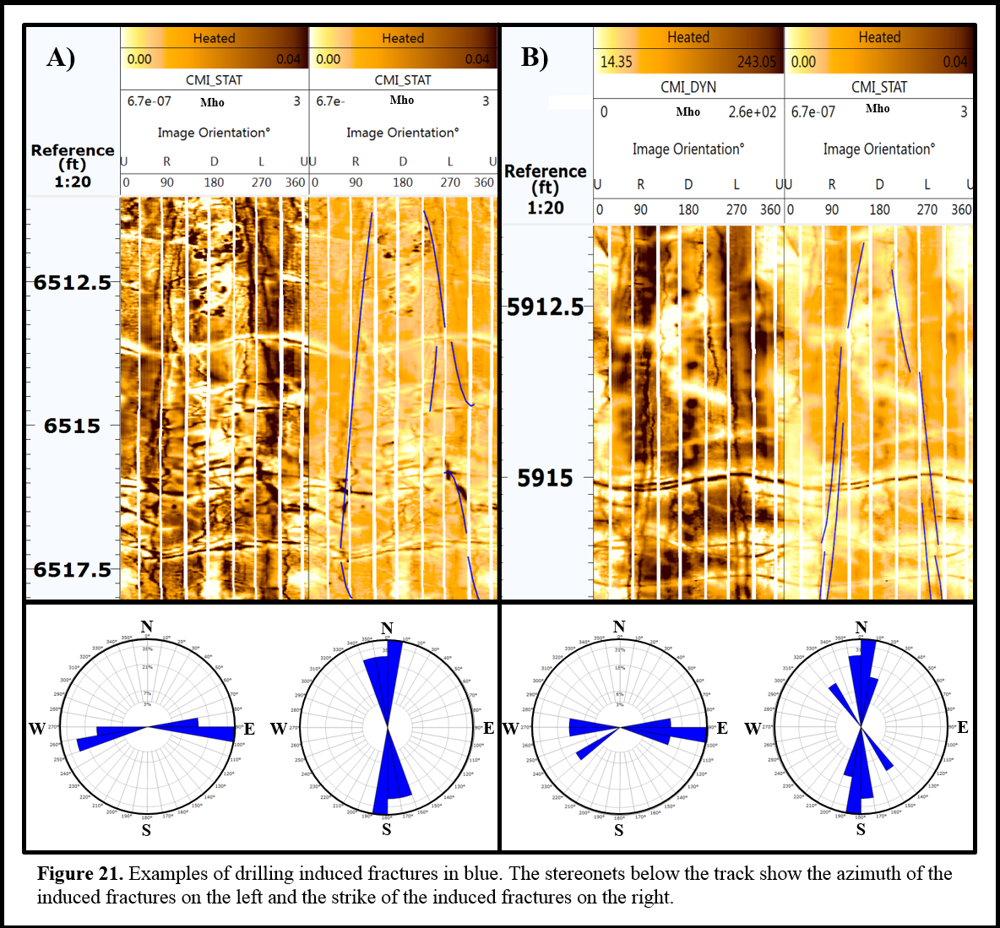 A)
Heated
0.00 0.04
CMI_STAT
6.7e-07 Mho 3
Image Orientation°
U R D L U
0 90 180 270 360
Heated
0.00 0.04
CMI_STAT
6.7e- Mho 3
Image Orientation°
U R D L U
0 90 180 270 360
Reference
(ft)
1:20
6512.5
6515
6517.5
B)
Heated
14.35 243.05
CMI_DYN
0 Mho 2.6e+02
Image Orientation°
U R D L U
0 90 180 270 360
Heated
0.00 0.04
CMI_STAT
6.7e-07 Mho 3
Image Orientation°
U R D L U
0 90 180 270 360
Reference
(ft)
1:20
5912.5
5915
N
W E
S
N
W E
S
N
W E
S
N
W E
S
Figure 21. Examples of drilling induced fractures in blue. The stereonets below the track show the azimuth of the
induced fractures on the left and the strike of the induced fractures on the right.